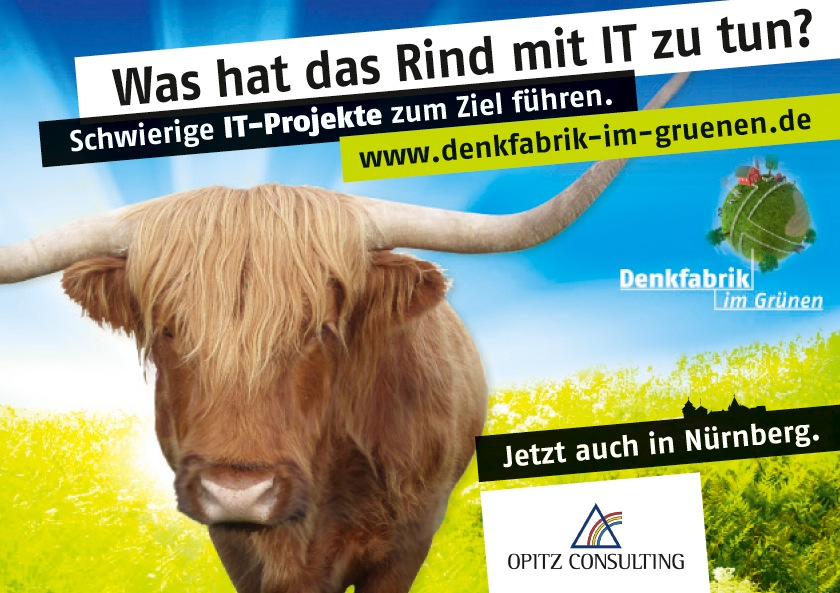 Was hat das Rind mit IT zu tun?
Schwierige IT-Projekte zum Ziel führen.
www.denkfabrik-im-gruenen.de
Denkfabrik
im Grünen
Jetzt auch in Nürnberg.
OPITZ CONSULTING